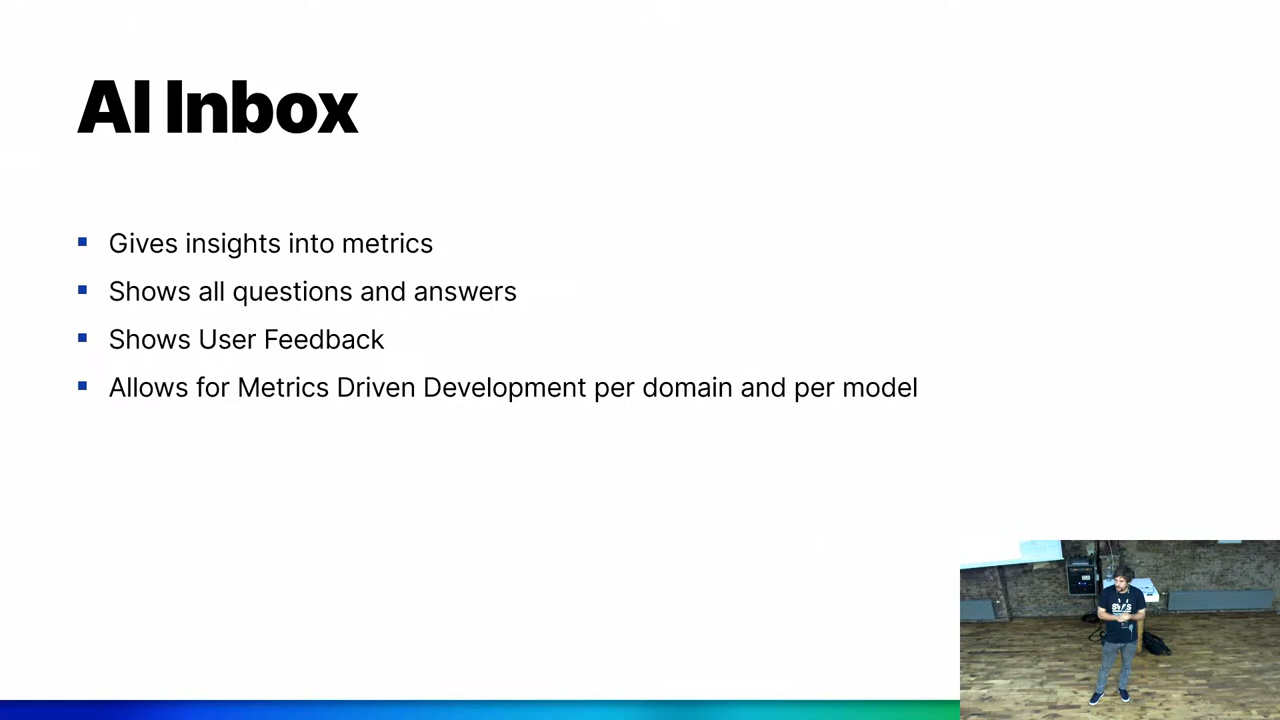 AI Inbox
Gives insights into metrics
Shows all questions and answers
Shows User Feedback
Allows for Metrics Driven Development per domain and per model